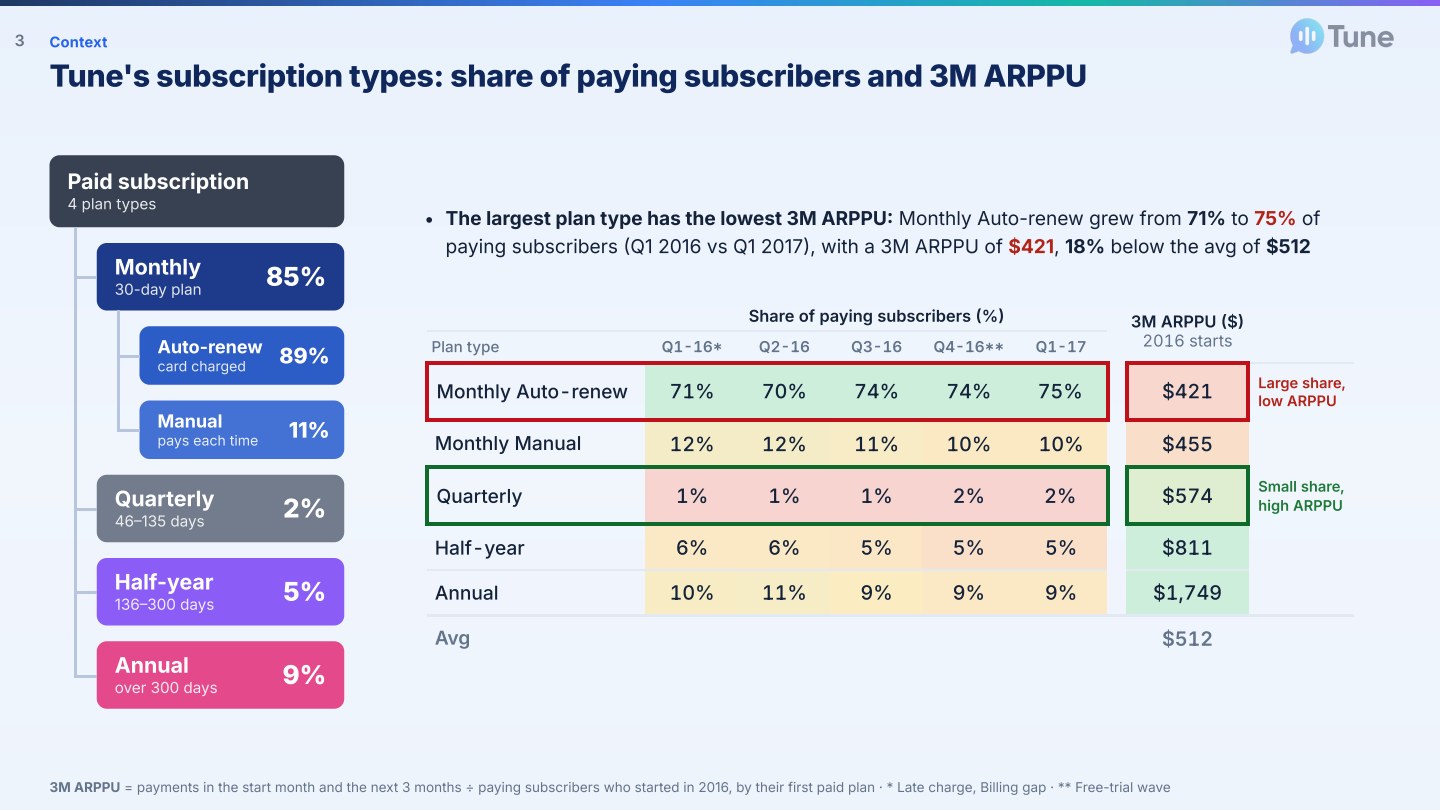 3
Context
Tune
Tune's subscription types: share of paying subscribers and 3M ARPPU
Paid subscription
4 plan types
Monthly
30-day plan
85%
Auto-renew
card charged
89%
Manual
pays each time
11%
Quarterly
46–135 days
2%
Half-year
136–300 days
5%
Annual
over 300 days
9%
• The largest plan type has the lowest 3M ARPPU: Monthly Auto-renew grew from 71% to 75% of
paying subscribers (Q1 2016 vs Q1 2017), with a 3M ARPPU of $421, 18% below the avg of $512
Share of paying subscribers (%)
3M ARPPU ($)
2016 starts
Plan type Q1-16* Q2-16 Q3-16 Q4-16** Q1-17
Monthly Auto-renew 71% 70% 74% 74% 75% $421
Large share,
low ARPPU
Monthly Manual 12% 12% 11% 10% 10% $455
Quarterly 1% 1% 1% 2% 2% $574
Small share,
high ARPPU
Half-year 6% 6% 5% 5% 5% $811
Annual 10% 11% 9% 9% 9% $1,749
Avg $512
3M ARPPU = payments in the start month and the next 3 months ÷ paying subscribers who started in 2016, by their first paid plan · * Late charge, Billing gap · ** Free-trial wave